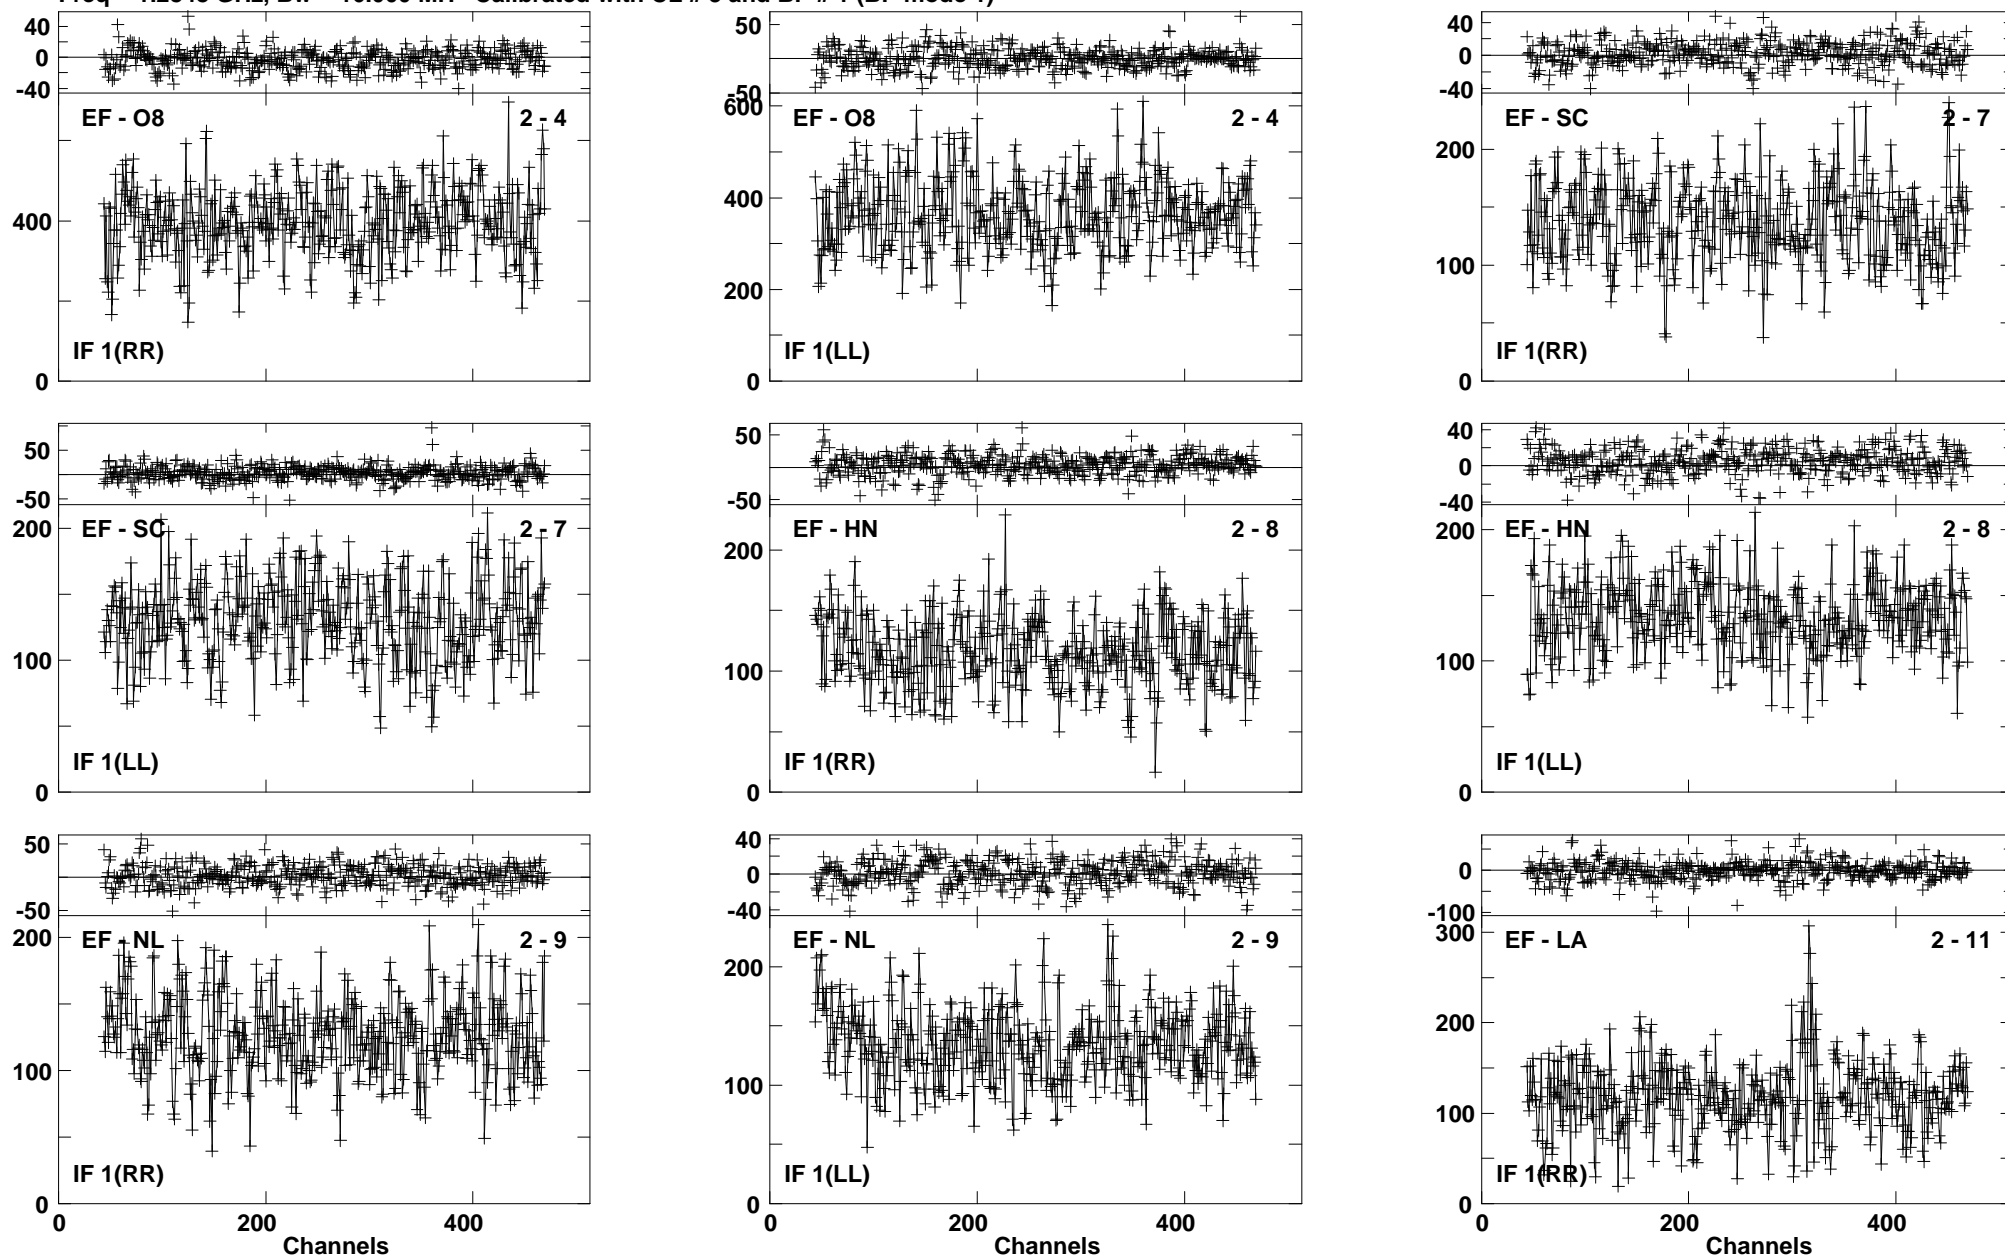 40 0 -40
EF - O8 2 - 4
400
0
IF 1(RR)
50 -50
EF - O8 2 - 4
600 400 200 0
IF 1(LL)
40 0 -40
EF - SC 2 - 7
200 100 0
IF 1(RR)
50 -50
EF - SC 2 - 7
200 100 0
IF 1(LL)
50 -50
EF - HN 2 - 8
200 100 0
IF 1(RR)
40 0 -40
EF - HN 2 - 8
200 100 0
IF 1(LL)
50 -50
EF - NL 2 - 9
200 100 0
IF 1(RR)
0 200 400
Channels
40 0 -40
EF - NL 2 - 9
200 100 0
IF 1(LL)
0 200 400
Channels
0 -100
EF - LA 2 - 11
300 200 100 0
IF 1(RR)
0 200 400
Channels